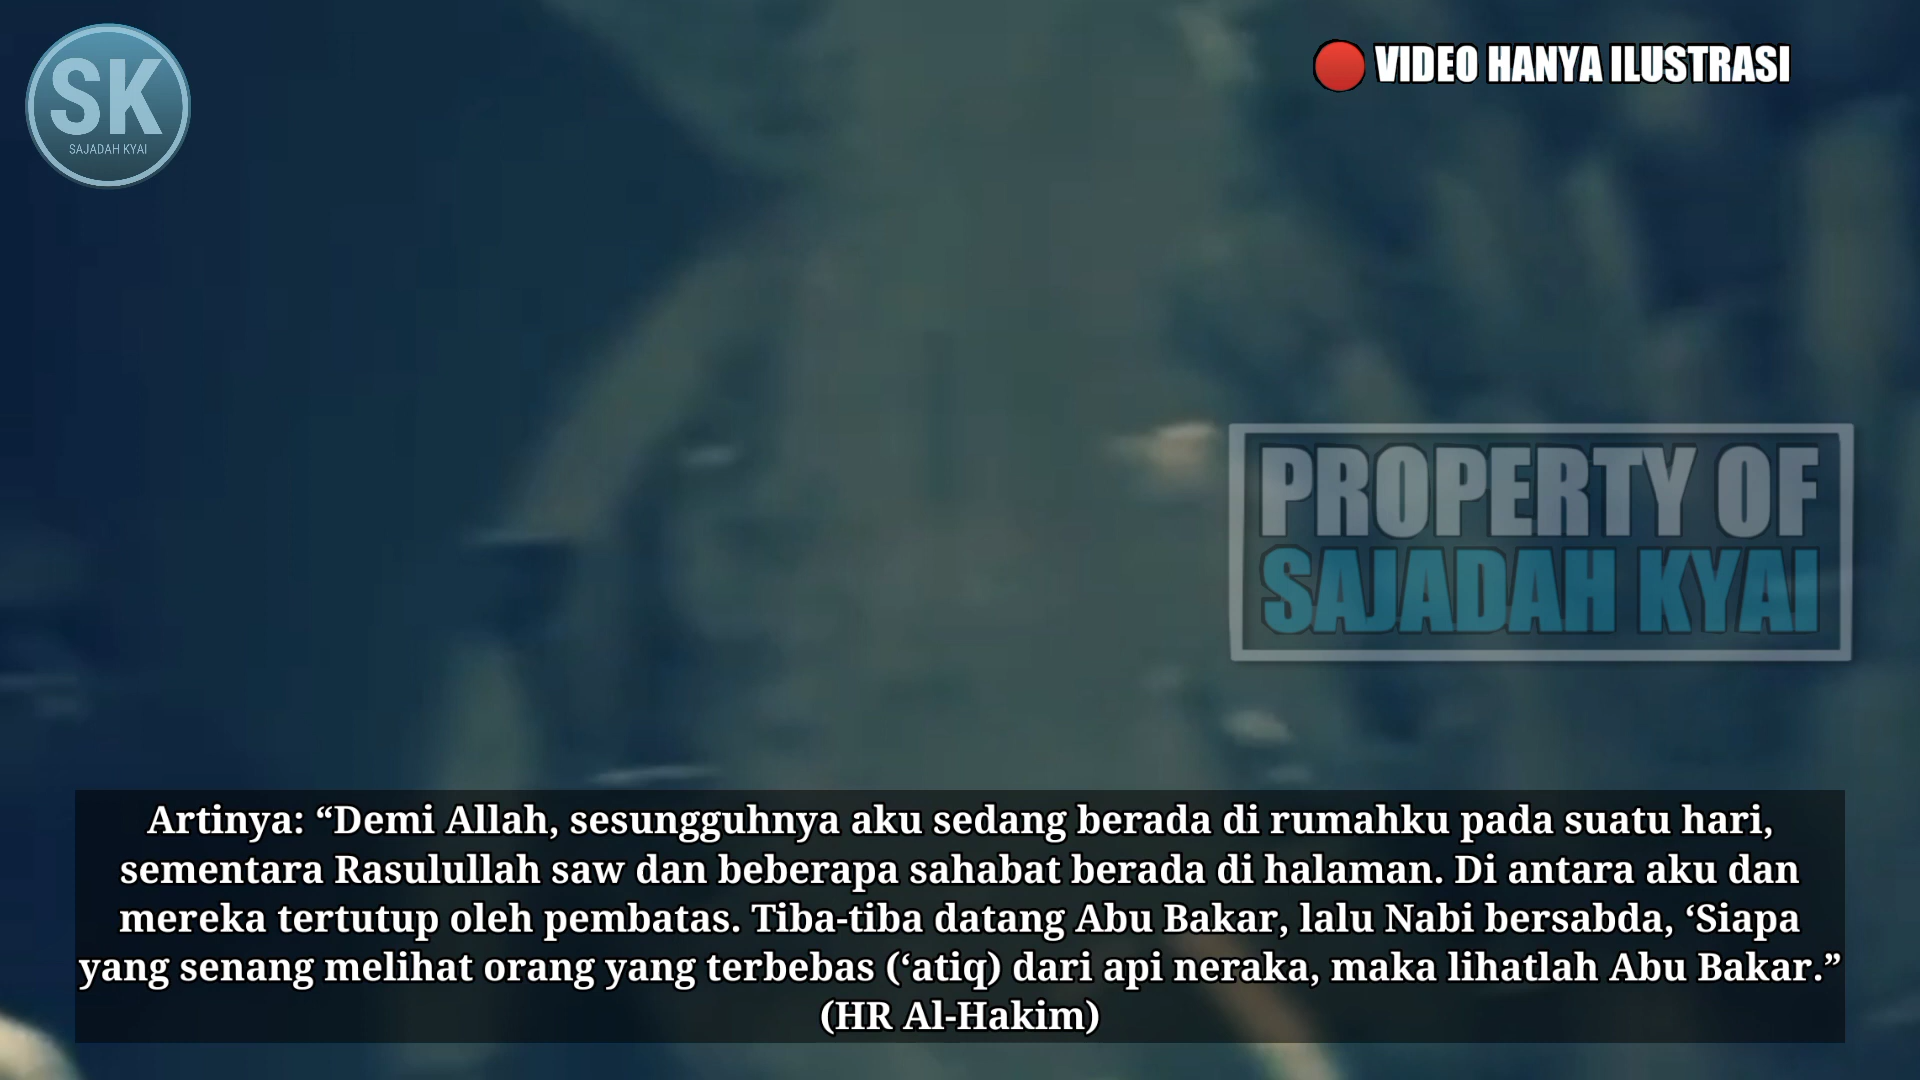 SK
SAJADAH KYAI
VIDEO HANYA ILUSTRASI
PROPERTY OF
SAJADAH KYAI
Artinya: “Demi Allah, sesungguhnya aku sedang berada di rumahku pada suatu hari,
sementara Rasulullah saw dan beberapa sahabat berada di halaman. Di antara aku dan
mereka tertutup oleh pembatas. Tiba-tiba datang Abu Bakar, lalu Nabi bersabda, ‘Siapa
yang senang melihat orang yang terbebas (‘atiq) dari api neraka, maka lihatlah Abu Bakar.”
(HR Al-Hakim)